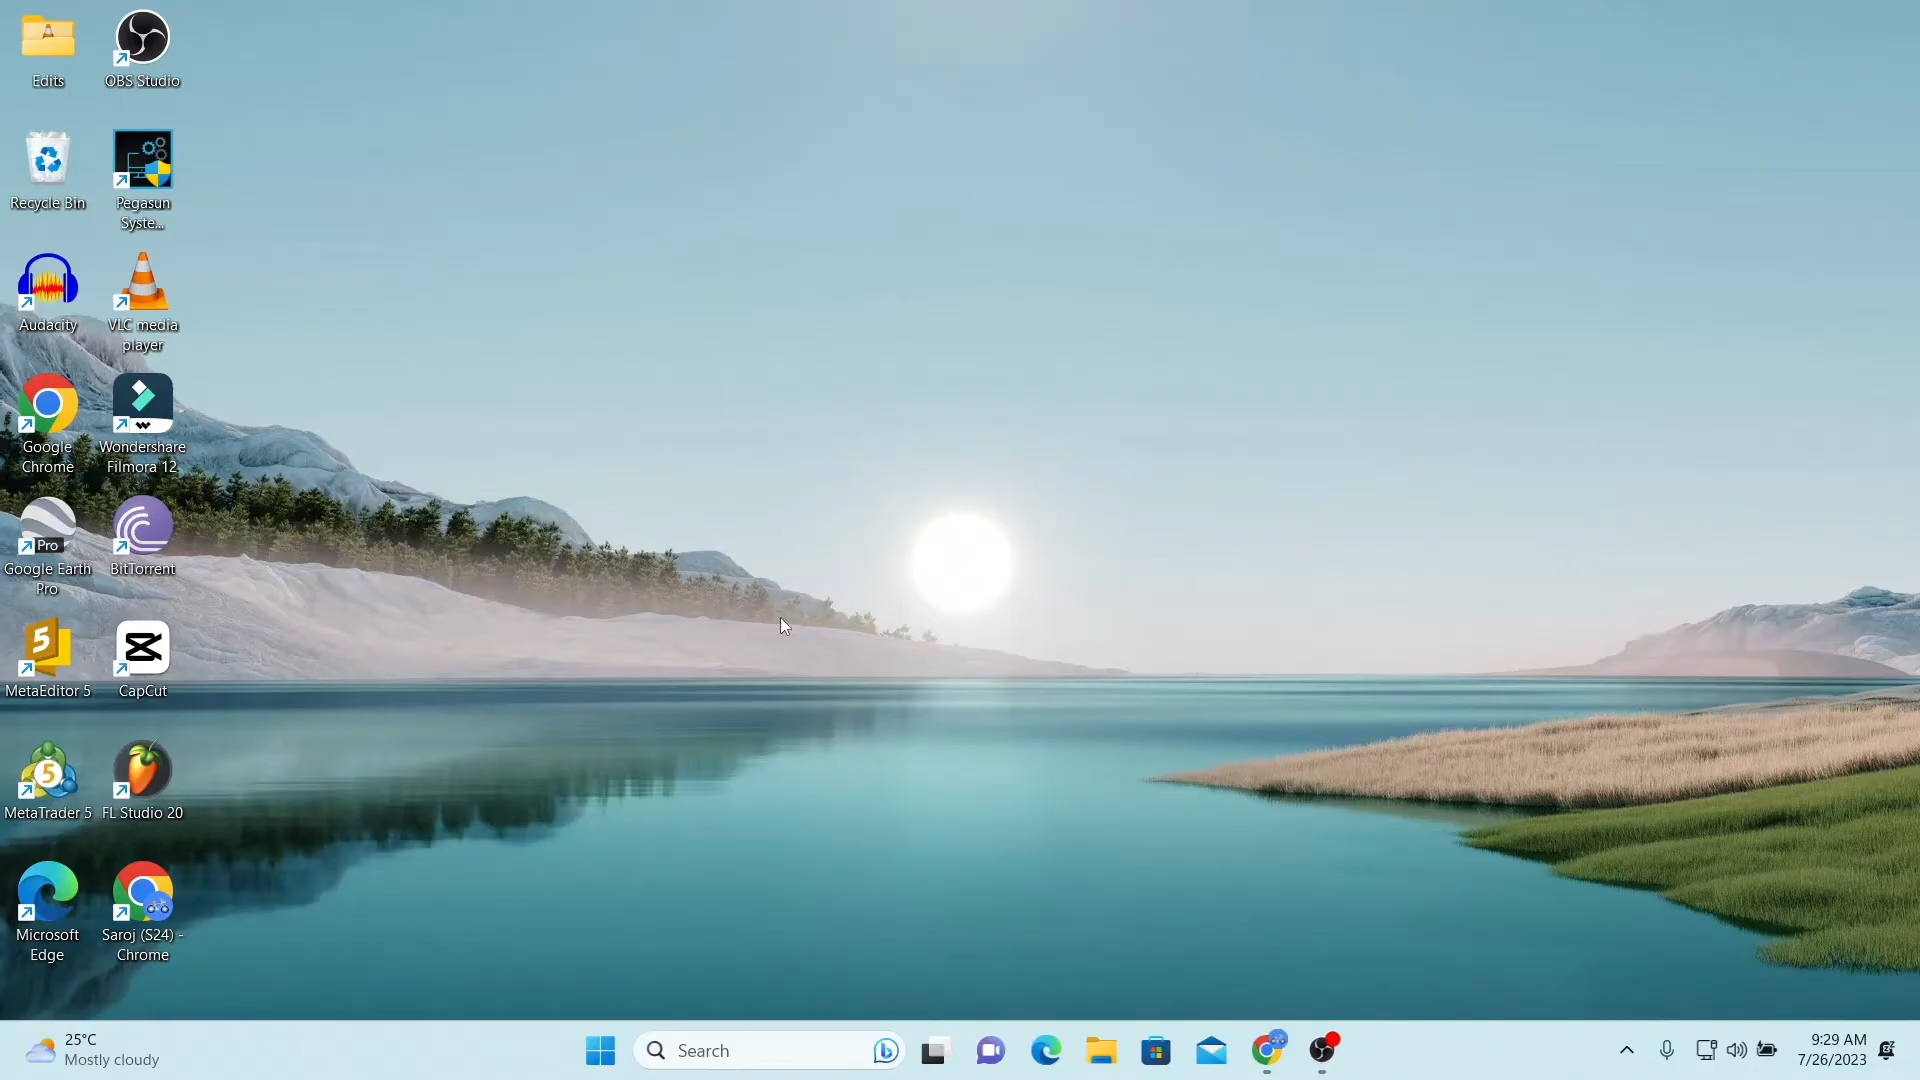 Edits
OBS Studio
Recycle Bin
Pegasun
Syste...
Audacity
VLC media
player
Google
Chrome
Wondershare
Filmora 12
Pro
Google Earth
Pro
BitTorrent
5
MetaEditor 5
CapCut
5
MetaTrader 5
FL Studio 20
Microsoft
Edge
Saroj (S24) -
Chrome
25°C
Mostly cloudy
Search
9:29 AM
7/26/2023